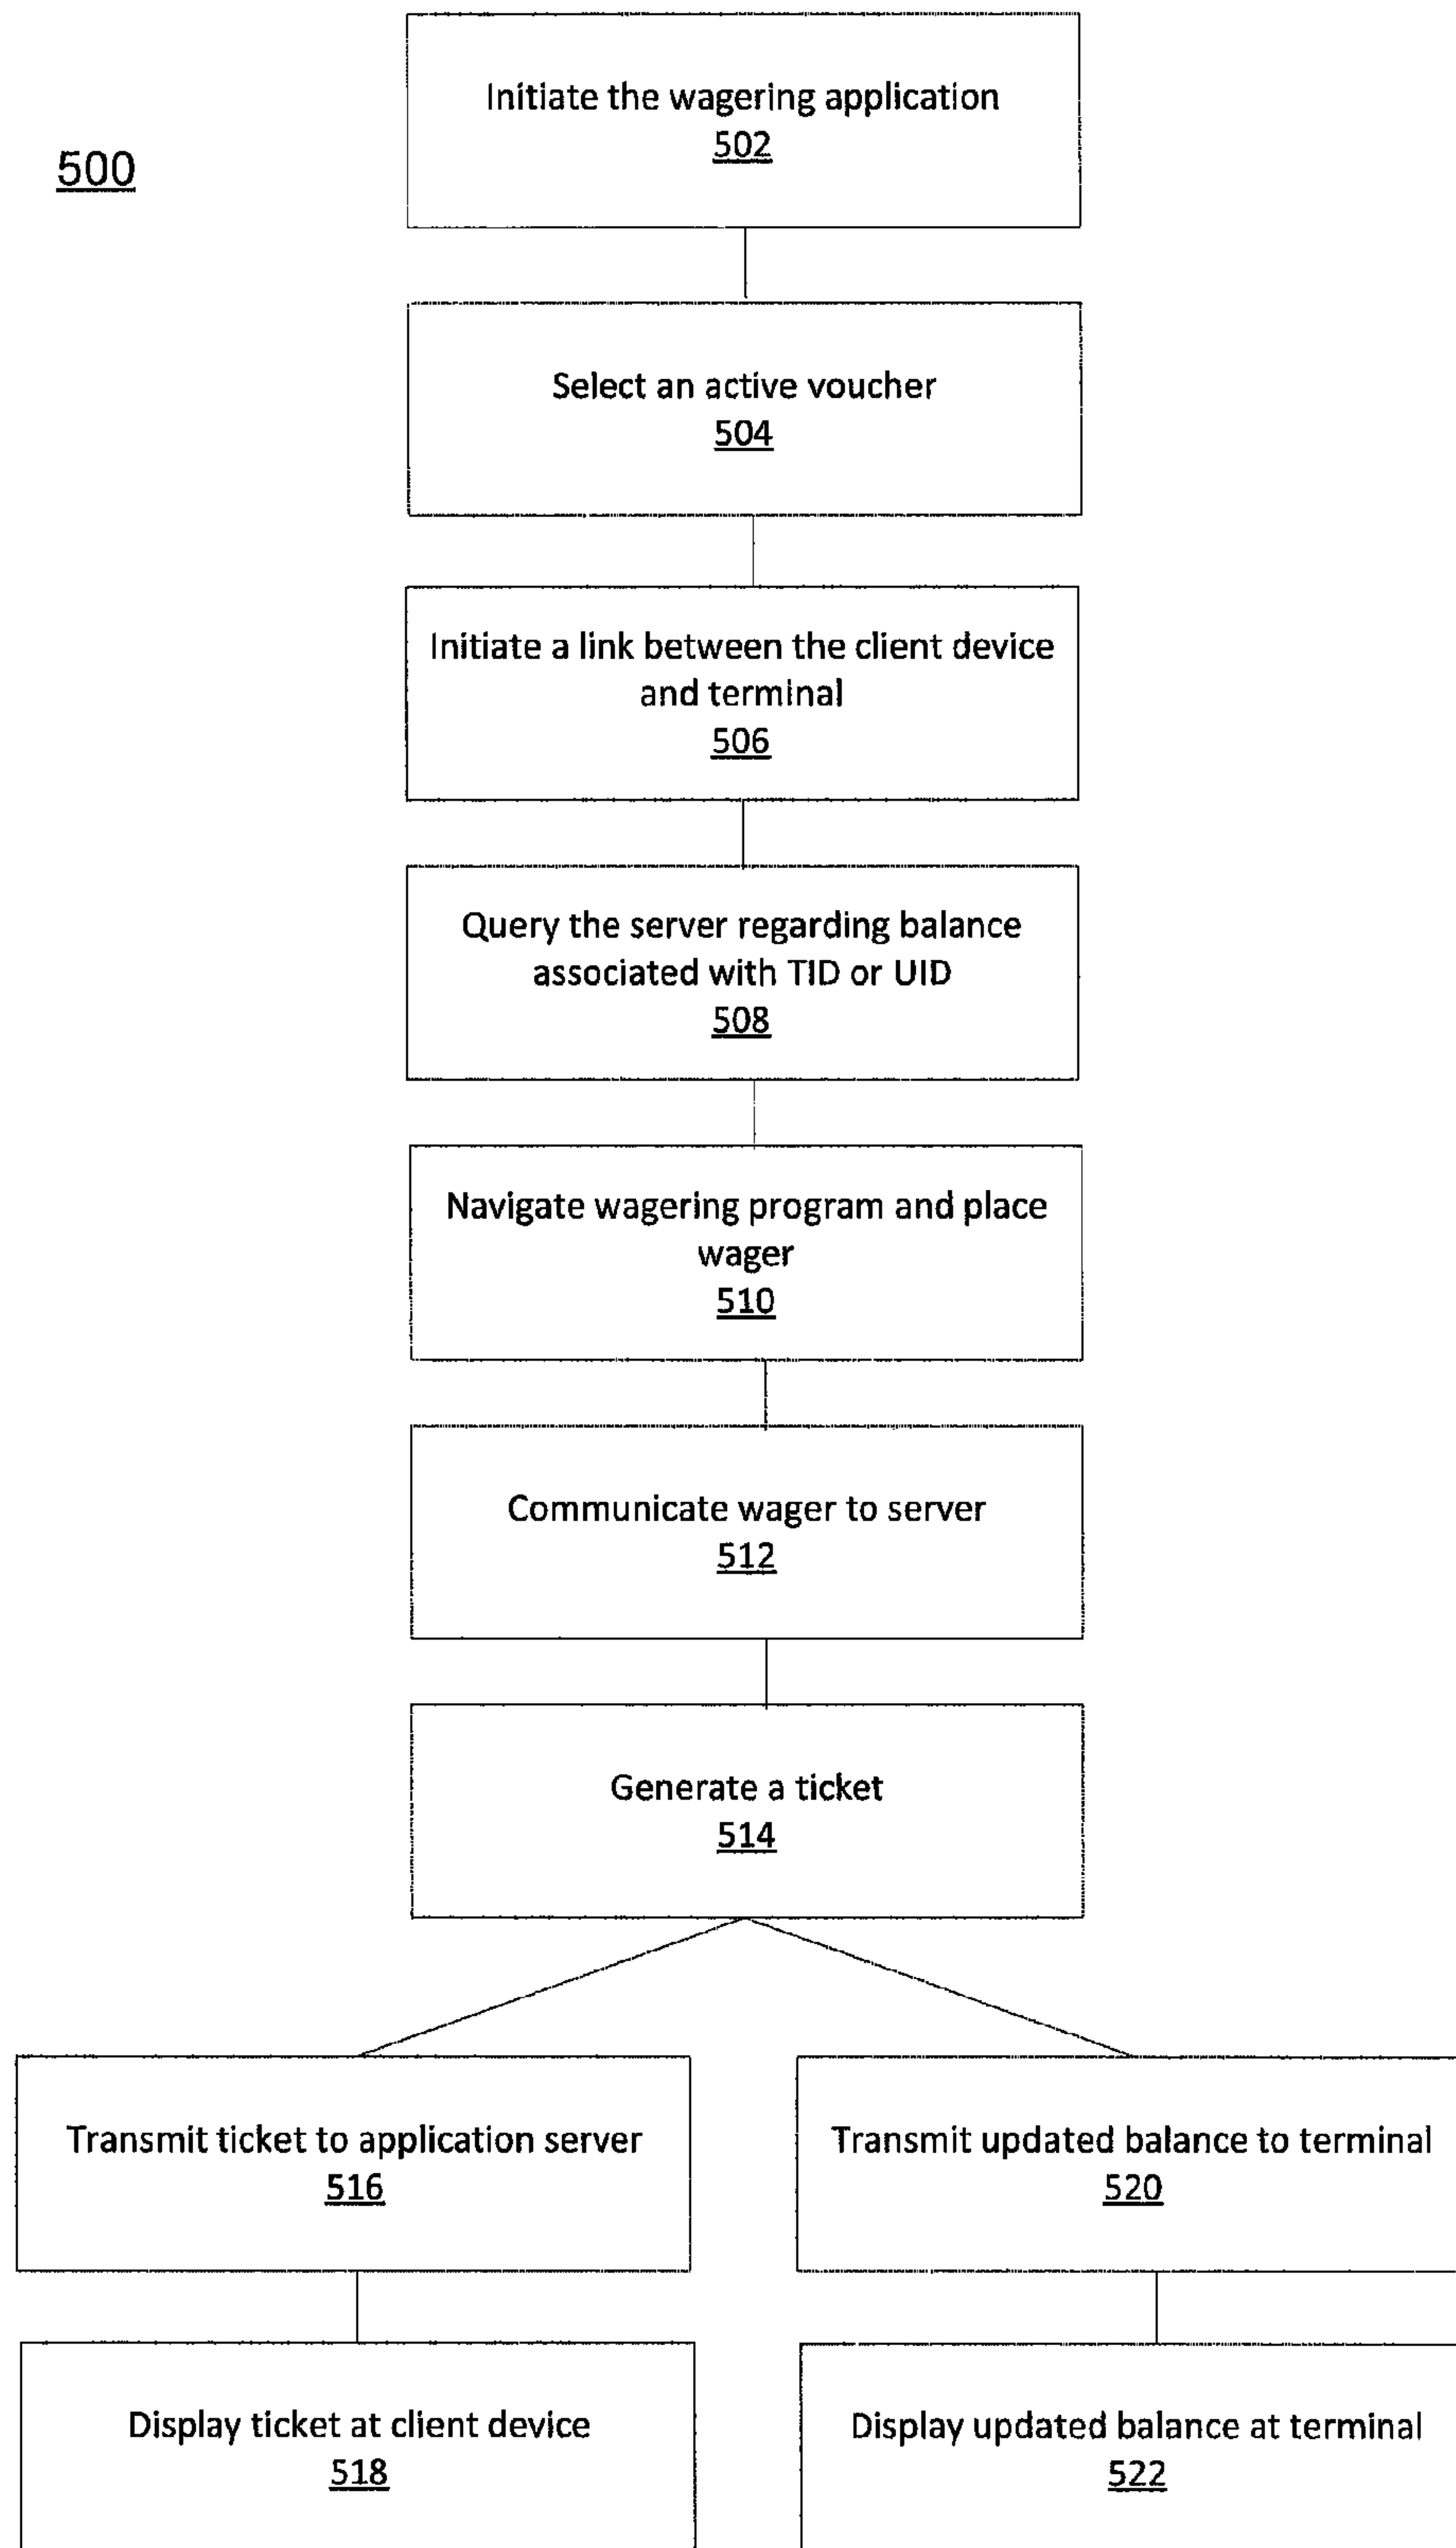 Initiate the wagering application
502
500
Select an active voucher
504
Initiate a link between the client device
and terminal
506
Query the server regarding balance
associated with TID or UID
508
Navigate wagering program and place
wager
510
Communicate wager to server
512
Generate a ticket
514
Transmit ticket to application server
516
Transmit updated balance to terminal
520
Display ticket at client device
518
Display updated balance at terminal
522